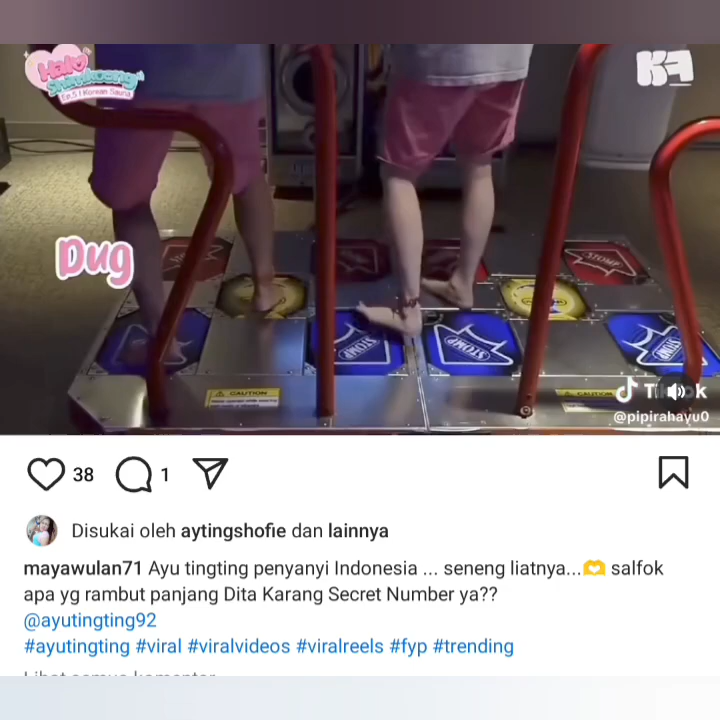 Halo
Shimkoong
Ep.5 | Korean Sauna
Dug
STOMP
STOMP
STOMP
STOMP
CAUTION
CAUTION
TikTok
@pipirahayu0
38
1
Disukai oleh aytingshofie dan lainnya
mayawulan71 Ayu tingting penyanyi Indonesia ... seneng liatnya...🫶 salfok
apa yg rambut panjang Dita Karang Secret Number ya??
@ayutingting92
#ayutingting #viral #viralvideos #viralreels #fyp #trending